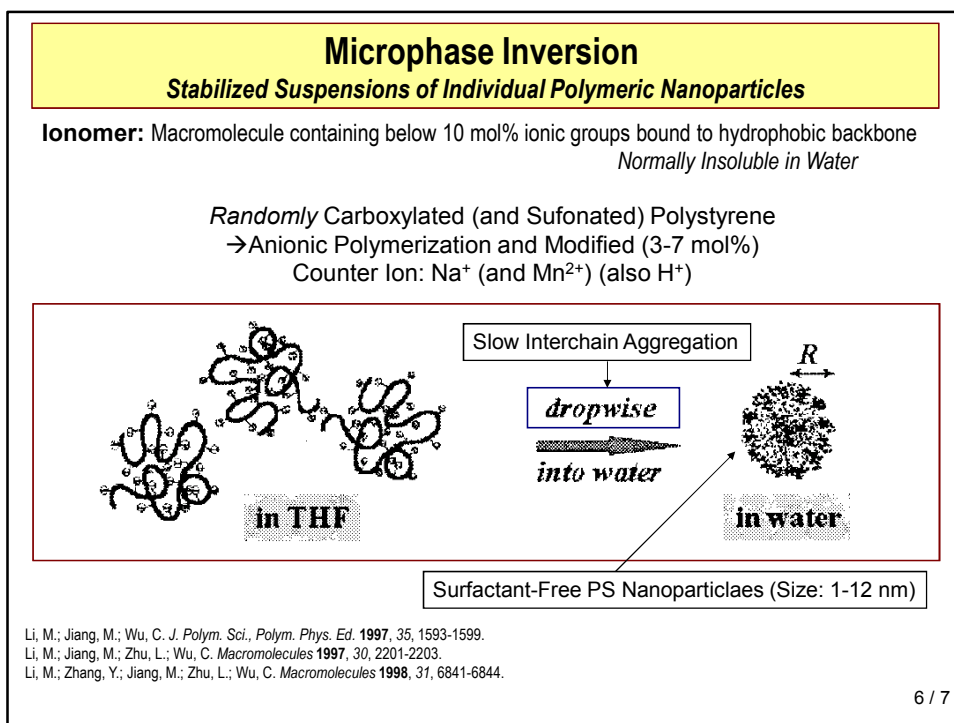 Microphase Inversion
Stabilized Suspensions of Individual Polymeric Nanoparticles
Ionomer: Macromolecule containing below 10 mol% ionic groups bound to hydrophobic backbone
Normally Insoluble in Water
Randomly Carboxylated (and Sufonated) Polystyrene
→Anionic Polymerization and Modified (3-7 mol%)
Counter Ion: Na⁺ (and Mn²⁺) (also H⁺)
Slow Interchain Aggregation
R
dropwise
into water
in THF
in water
Surfactant-Free PS Nanoparticlaes (Size: 1-12 nm)
Li, M.; Jiang, M.; Wu, C. J. Polym. Sci., Polym. Phys. Ed. 1997, 35, 1593-1599.
Li, M.; Jiang, M.; Zhu, L.; Wu, C. Macromolecules 1997, 30, 2201-2203.
Li, M.; Zhang, Y.; Jiang, M.; Zhu, L.; Wu, C. Macromolecules 1998, 31, 6841-6844.
6 / 7